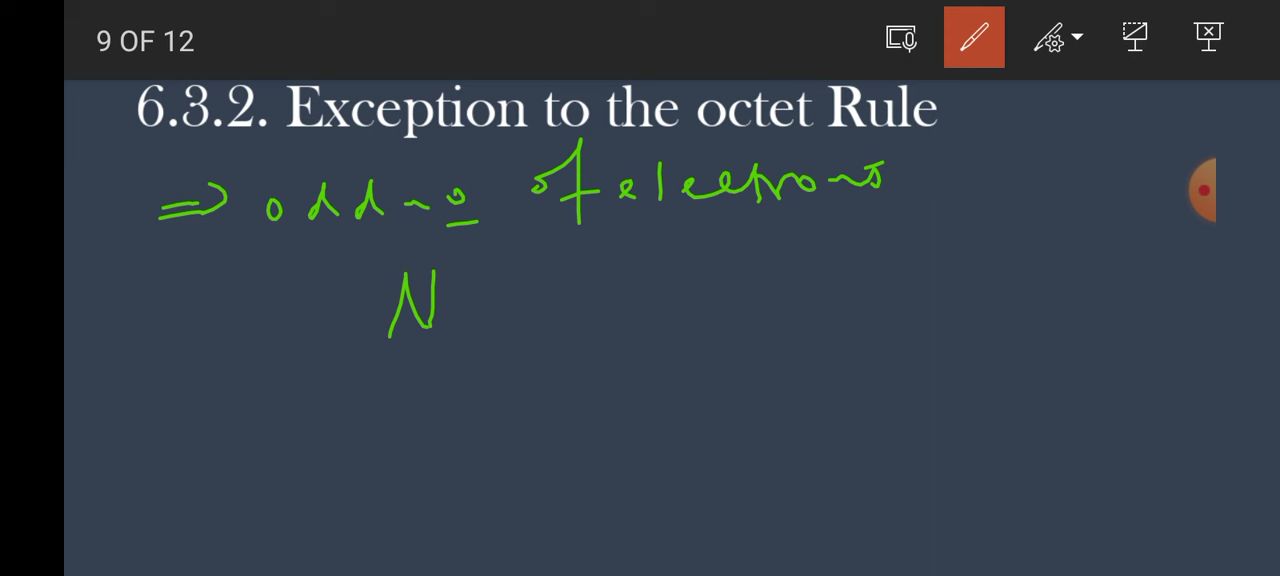 9 OF 12
6.3.2. Exception to the octet Rule
⇒ odd no of electrons
N